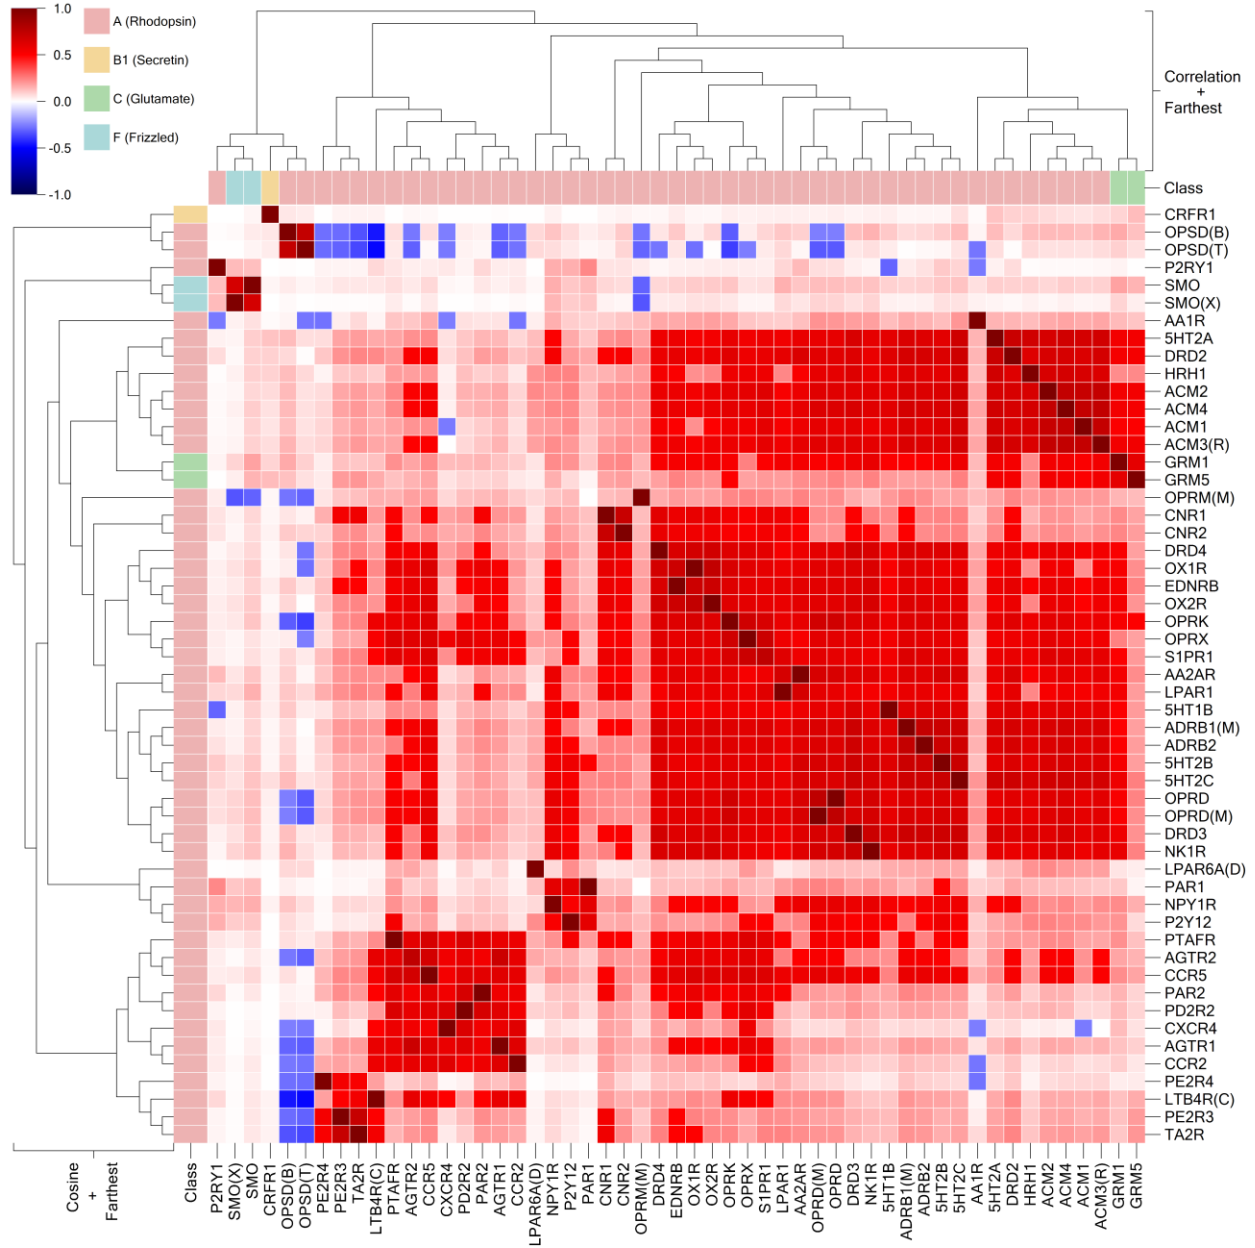 1.0
0.5
0.0
-0.5
-1.0
A (Rhodopsin)
B1 (Secretin)
C (Glutamate)
F (Frizzled)
Correlation
+
Farthest
Class
CRFR1
OPSD(B)
OPSD(T)
P2RY1
SMO
SMO(X)
AA1R
5HT2A
DRD2
HRH1
ACM2
ACM4
ACM1
ACM3(R)
GRM1
GRM5
OPRM(M)
CNR1
CNR2
DRD4
OX1R
EDNRB
OX2R
OPRK
OPRX
S1PR1
AA2AR
LPAR1
5HT1B
ADRB1(M)
ADRB2
5HT2B
5HT2C
OPRD
OPRD(M)
DRD3
NK1R
LPAR6A(D)
PAR1
NPY1R
P2Y12
PTAFR
AGTR2
CCR5
PAR2
PD2R2
CXCR4
AGTR1
CCR2
PE2R4
LTB4R(C)
PE2R3
TA2R
Cosine
+
Farthest
Class
P2RY1
SMO(X)
SMO
CRFR1
OPSD(B)
OPSD(T)
PE2R4
PE2R3
TA2R
LTB4R(C)
PTAFR
AGTR2
CCR5
CXCR4
PD2R2
PAR2
AGTR1
CCR2
LPAR6A(D)
NPY1R
P2Y12
PAR1
CNR1
CNR2
OPRM(M)
DRD4
EDNRB
OX1R
OX2R
OPRK
OPRX
S1PR1
LPAR1
AA2AR
OPRD(M)
OPRD
DRD3
NK1R
5HT1B
ADRB1(M)
ADRB2
5HT2B
5HT2C
AA1R
5HT2A
DRD2
HRH1
ACM2
ACM4
ACM1
ACM3(R)
GRM1
GRM5